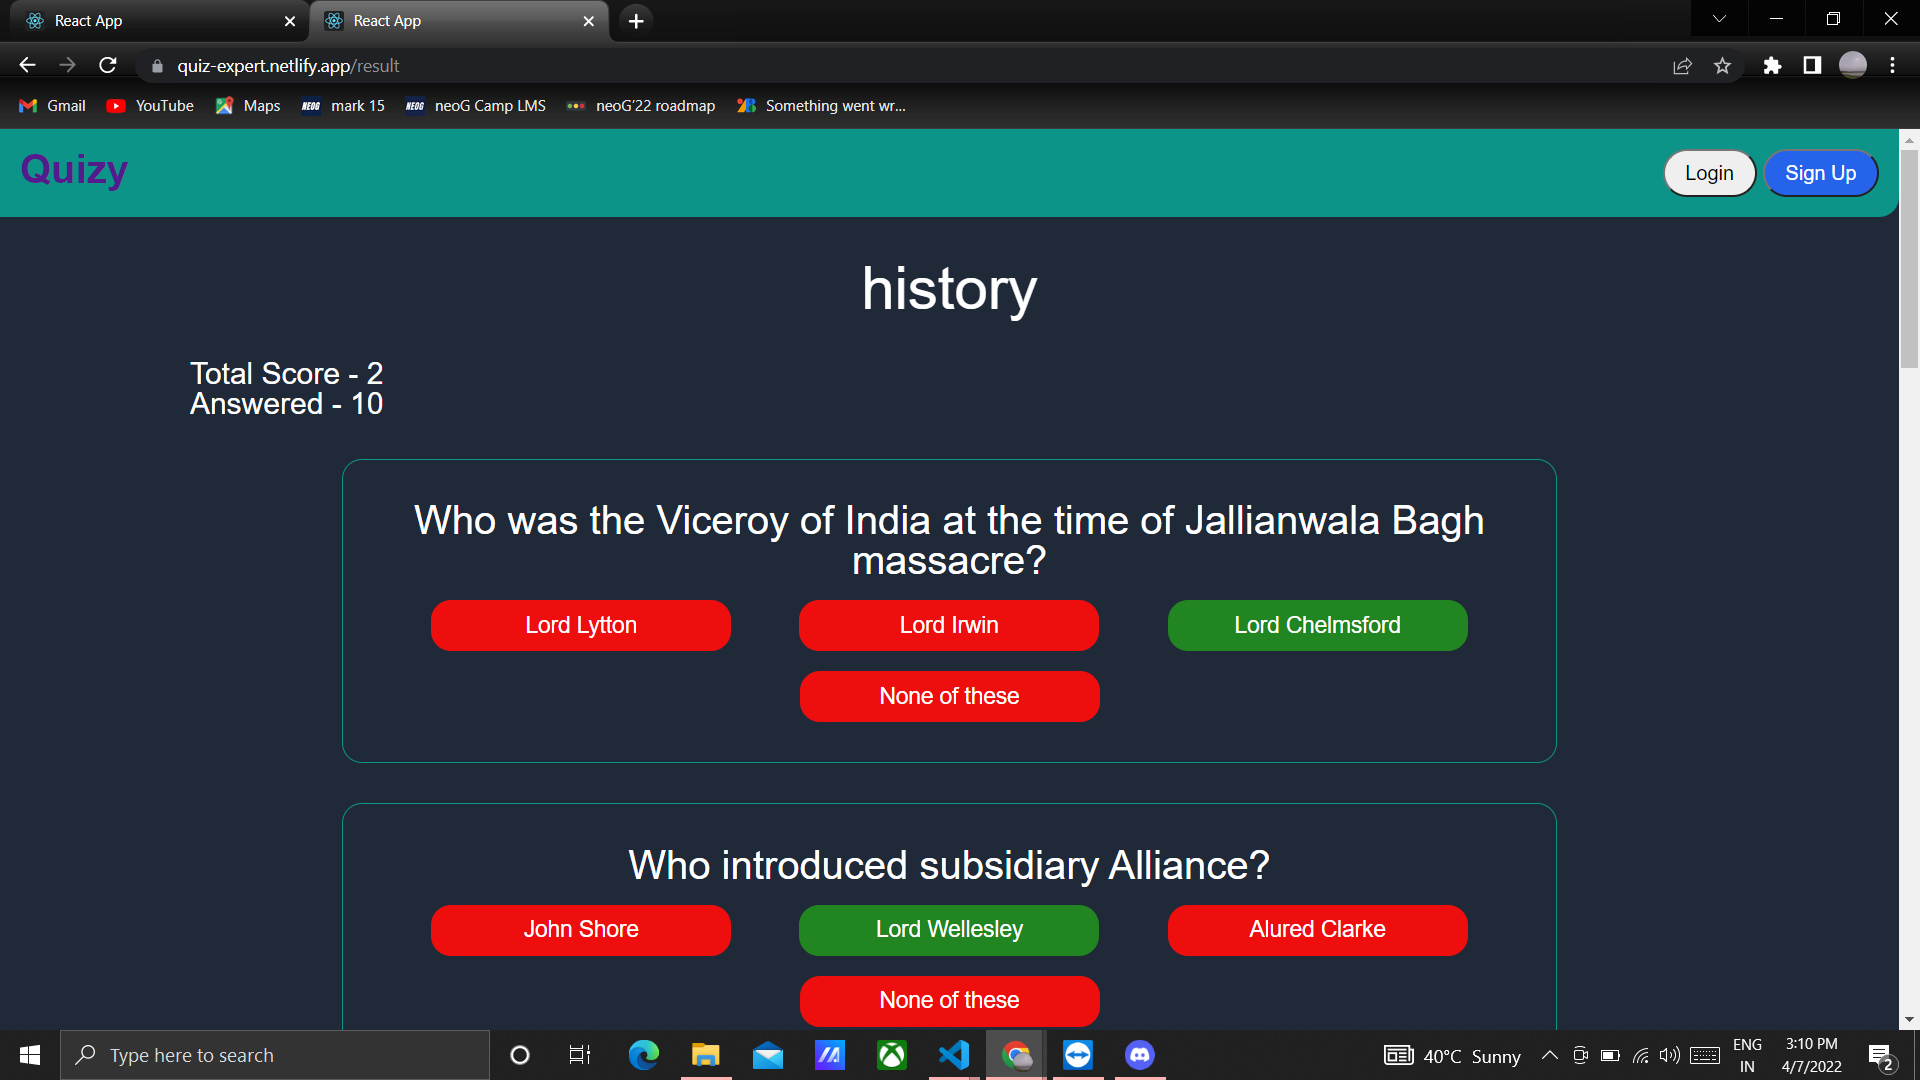 React App
React App
quiz-expert.netlify.app/result
Gmail
YouTube
Maps
NEOG
mark 15
NEOG
neoG Camp LMS
neoG'22 roadmap
Something went wr...
Quizy
Login
Sign Up
history
Total Score - 2
Answered - 10
Who was the Viceroy of India at the time of Jallianwala Bagh
massacre?
Lord Lytton
Lord Irwin
Lord Chelmsford
None of these
Who introduced subsidiary Alliance?
John Shore
Lord Wellesley
Alured Clarke
None of these
Type here to search
40°C Sunny
ENG
IN
3:10 PM
4/7/2022
2